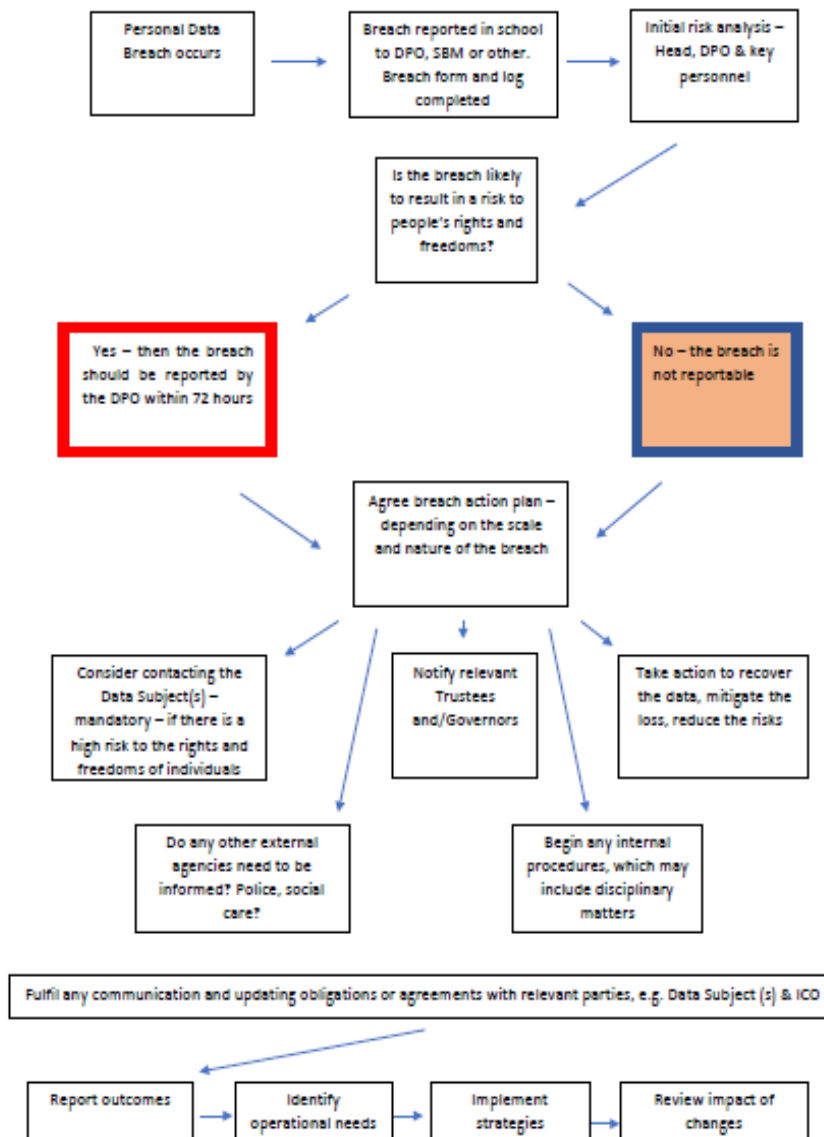 Personal Data
Breach occurs
Breach reported in school
to DPO, SBM or other.
Breach form and log
completed
Initial risk analysis –
Head, DPO & key
personnel
Is the breach likely
to result in a risk to
people's rights and
freedoms?
Yes – then the breach
should be reported by
the DPO within 72 hours
No – the breach is
not reportable
Agree breach action plan –
depending on the scale
and nature of the breach
Consider contacting the
Data Subject(s) –
mandatory – if there is a
high risk to the rights and
freedoms of individuals
Notify relevant
Trustees
and/Governors
Take action to recover
the data, mitigate the
loss, reduce the risks
Do any other external
agencies need to be
informed? Police, social
care?
Begin any internal
procedures, which may
include disciplinary
matters
Fulfil any communication and updating obligations or agreements with relevant parties, e.g. Data Subject (s) & ICO
Report outcomes
Identify
operational needs
Implement
strategies
Review impact of
changes